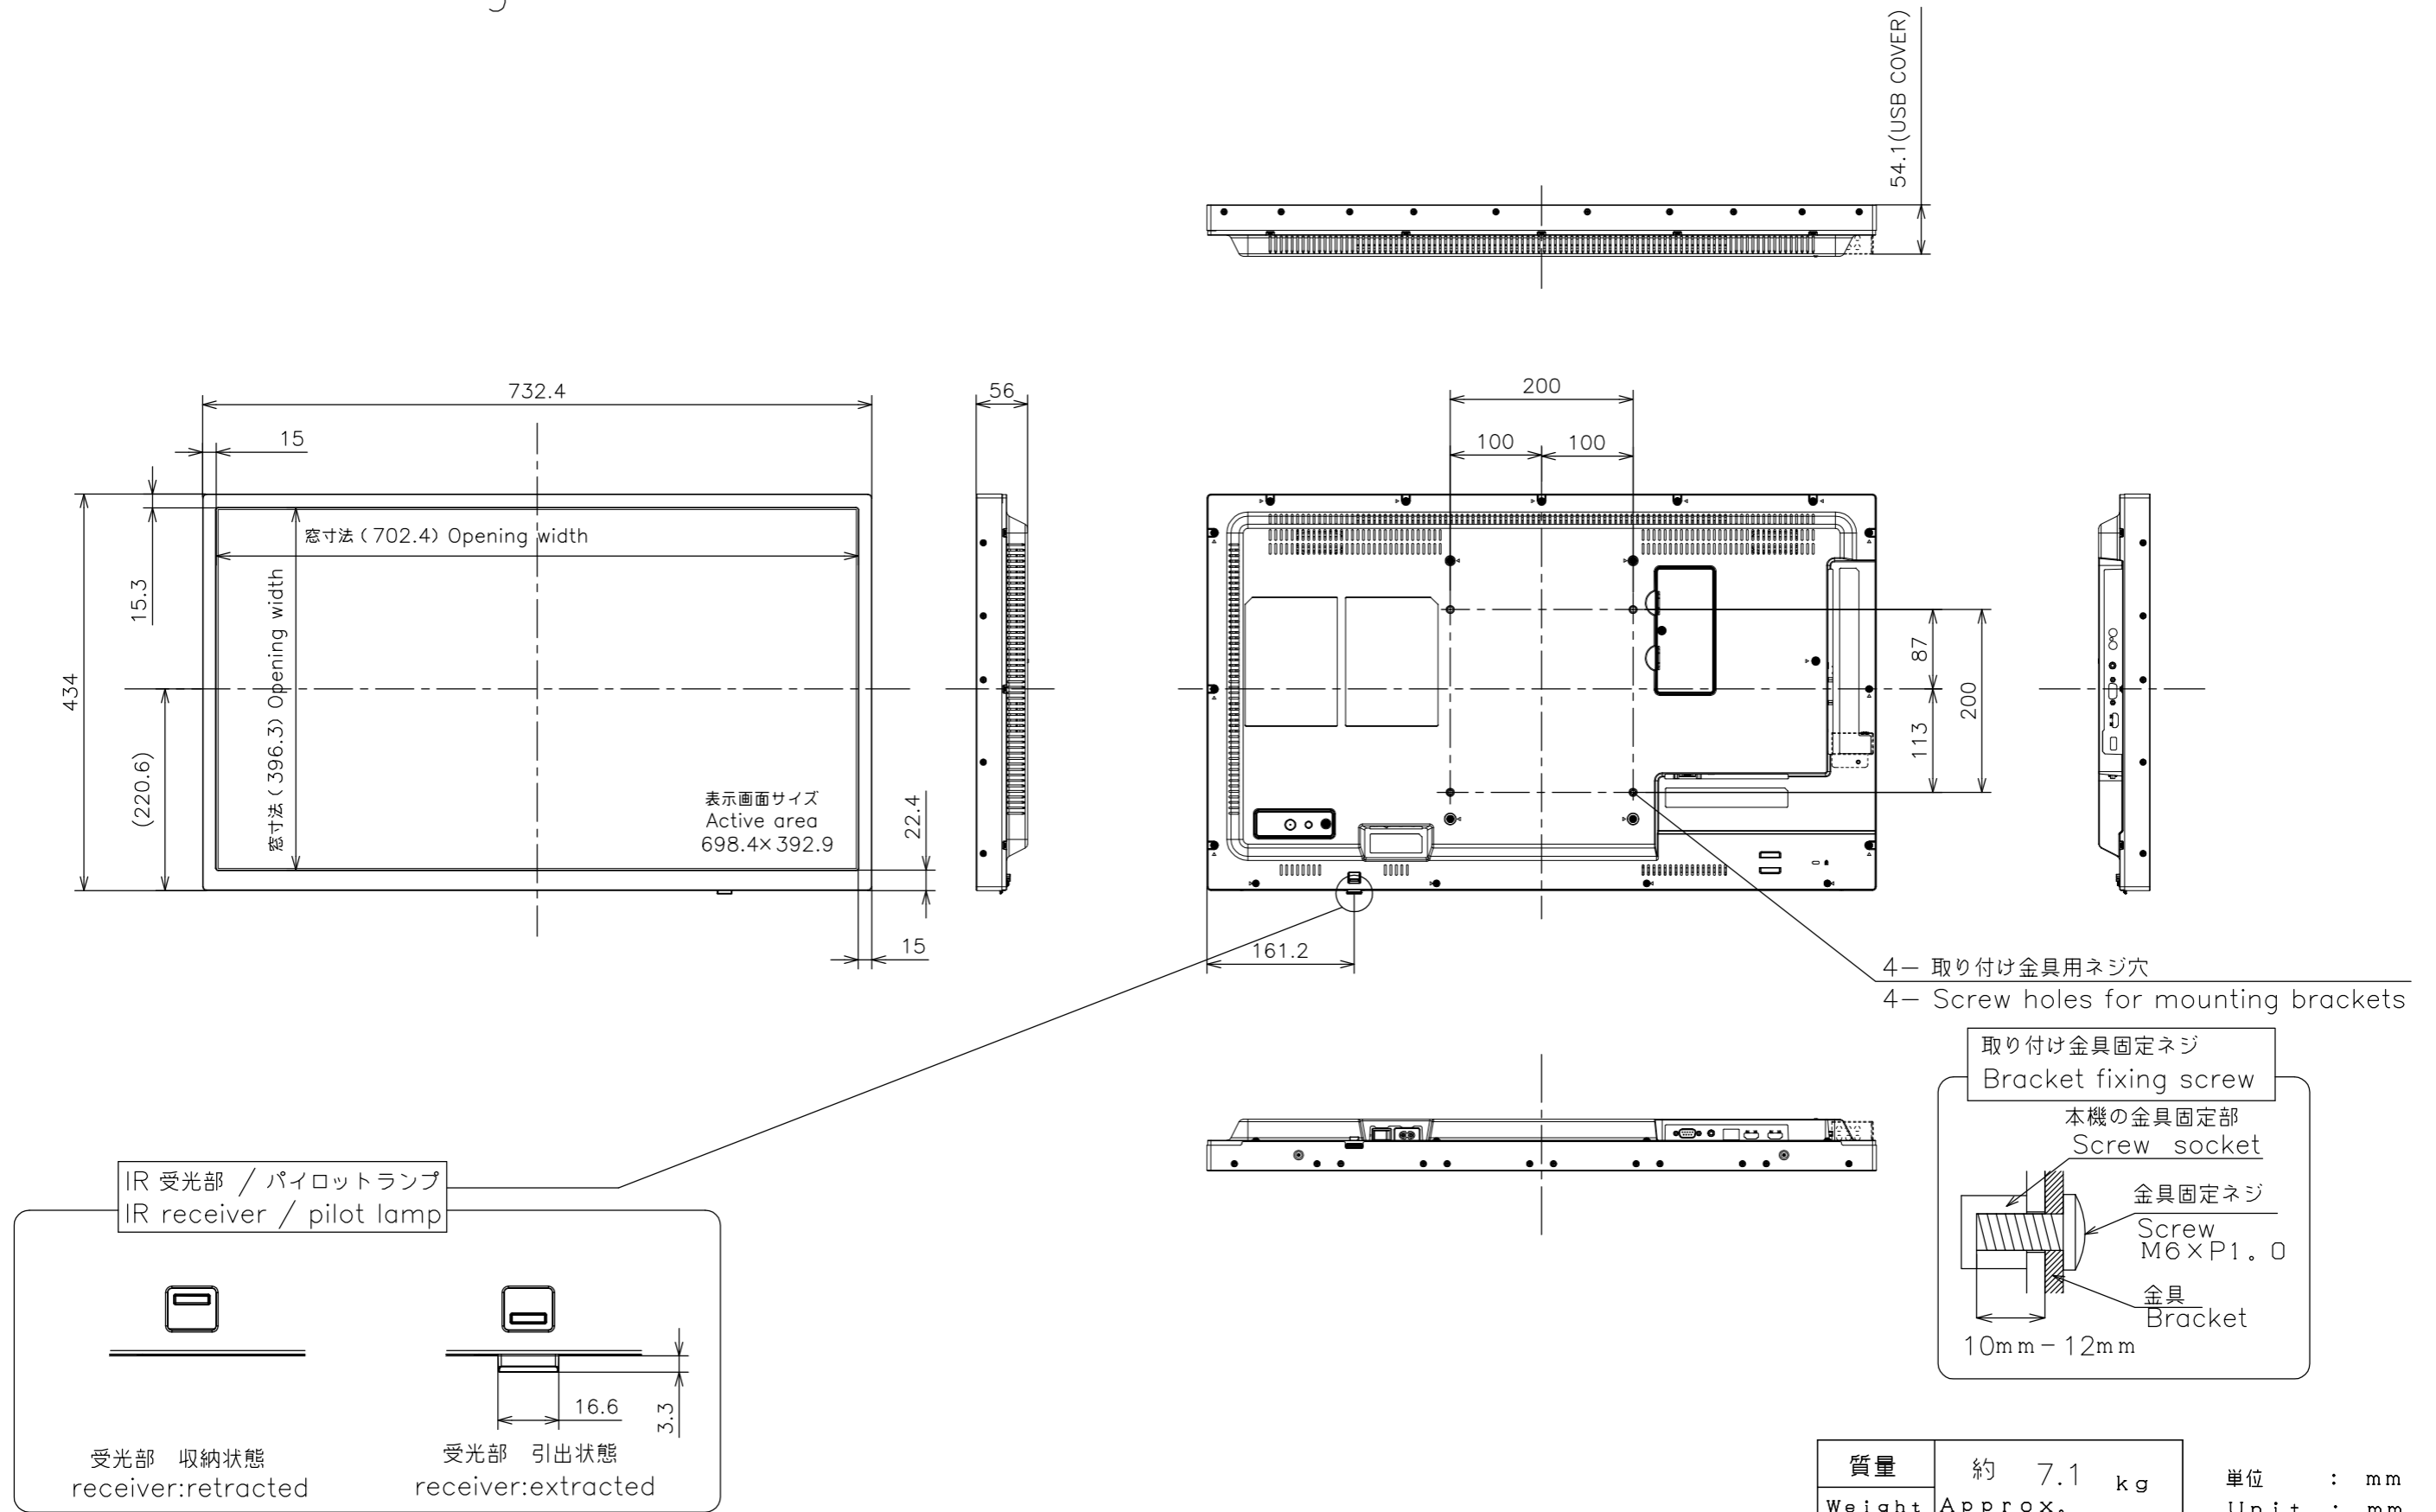 54.1(USB COVER)
732.4
56
200
15
100
100
窓寸法(702.4) Opening width
15.3
窓寸法(396.3) Opening width
434
87
200
113
(220.6)
表示画面サイズ
Active area
698.4×392.9
22.4
15
161.2
4− 取り付け金具用ネジ穴
4− Screw holes for mounting brackets
取り付け金具固定ネジ
Bracket fixing screw
本機の金具固定部
Screw socket
金具固定ネジ
Screw
M6×P1。0
金具
Bracket
10mm−12mm
IR 受光部 / パイロットランプ
IR receiver / pilot lamp
16.6
3.3
受光部 収納状態
receiver:retracted
受光部 引出状態
receiver:extracted
質量 約 7.1 kg
Weight Approx.
単位 : mm
Unit : mm